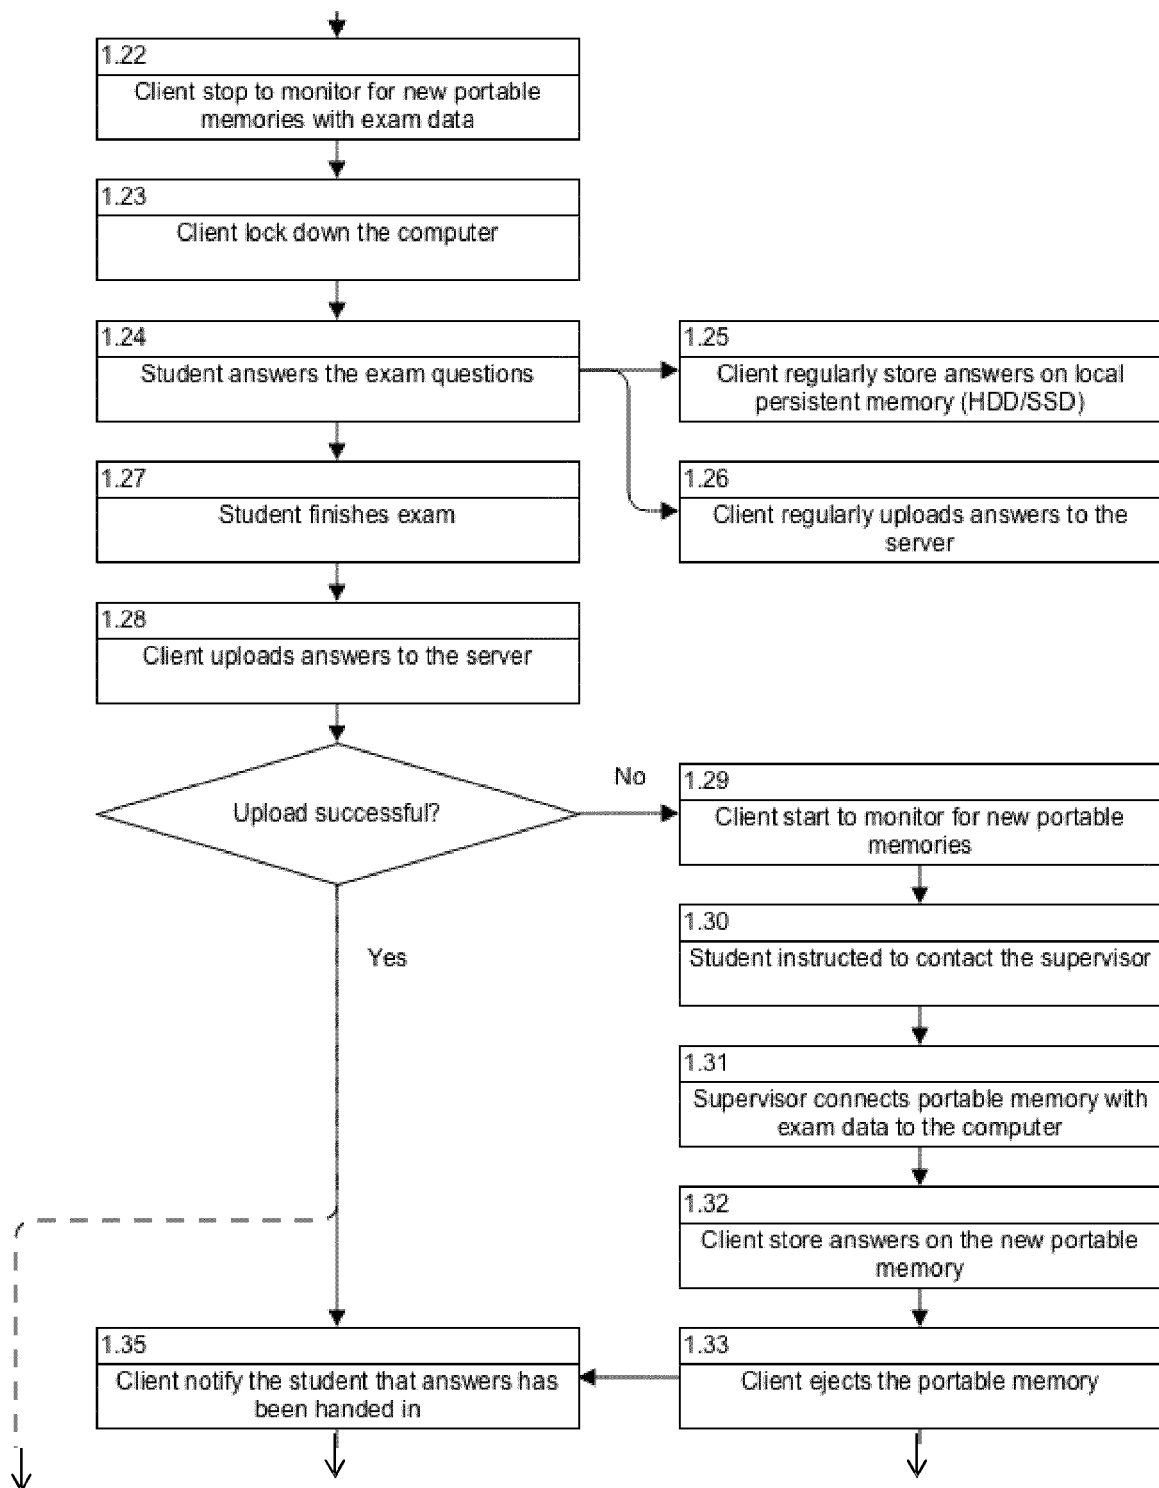 1.22
Client stop to monitor for new portable
memories with exam data
1.23
Client lock down the computer
1.24
Student answers the exam questions
1.25
Client regularly store answers on local
persistent memory (HDD/SSD)
1.27
Student finishes exam
1.26
Client regularly uploads answers to the
server
1.28
Client uploads answers to the server
Upload successful?
No
Yes
1.29
Client start to monitor for new portable
memories
1.30
Student instructed to contact the supervisor
1.31
Supervisor connects portable memory with
exam data to the computer
1.32
Client store answers on the new portable
memory
1.33
Client ejects the portable memory
1.35
Client notify the student that answers has
been handed in